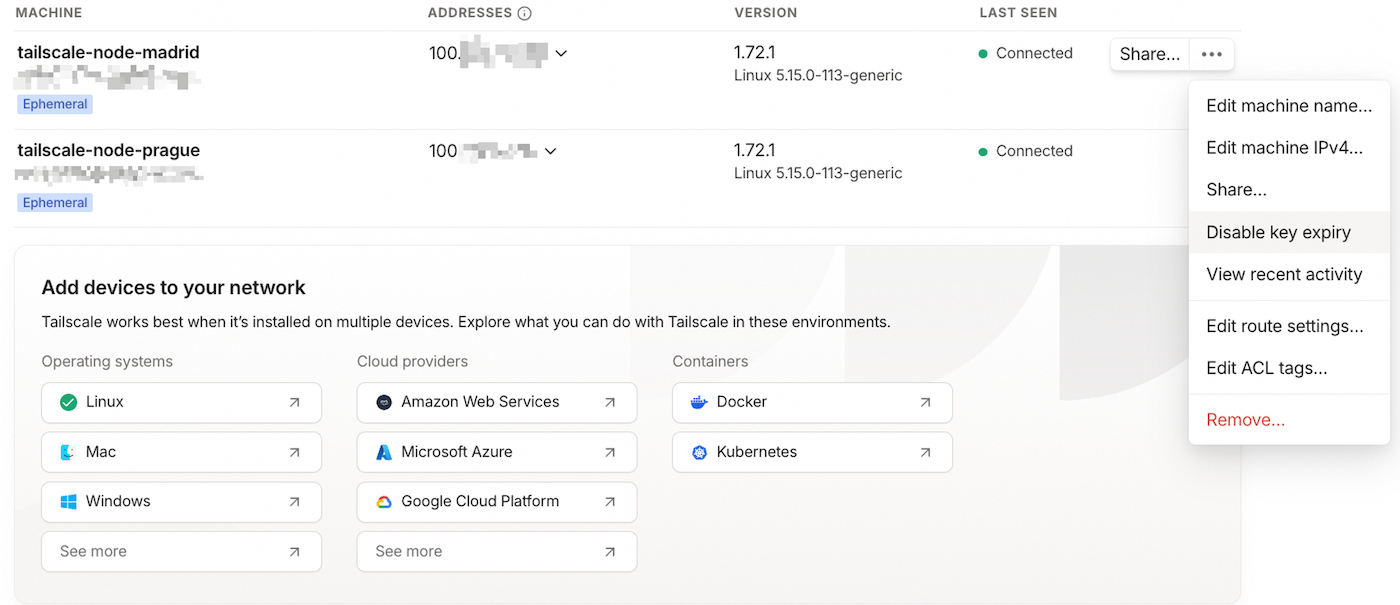 MACHINE ADDRESSES VERSION LAST SEEN
tailscale-node-madrid 100. 1.72.1 Connected Share...
Linux 5.15.0-113-generic
Ephemeral
tailscale-node-prague 100 1.72.1 Connected
Linux 5.15.0-113-generic
Ephemeral
Edit machine name...
Edit machine IPv4...
Share...
Disable key expiry
View recent activity
Edit route settings...
Edit ACL tags...
Remove...
Add devices to your network
Tailscale works best when it’s installed on multiple devices. Explore what you can do with Tailscale in these environments.
Operating systems
Linux
Mac
Windows
See more
Cloud providers
Amazon Web Services
Microsoft Azure
Google Cloud Platform
See more
Containers
Docker
Kubernetes